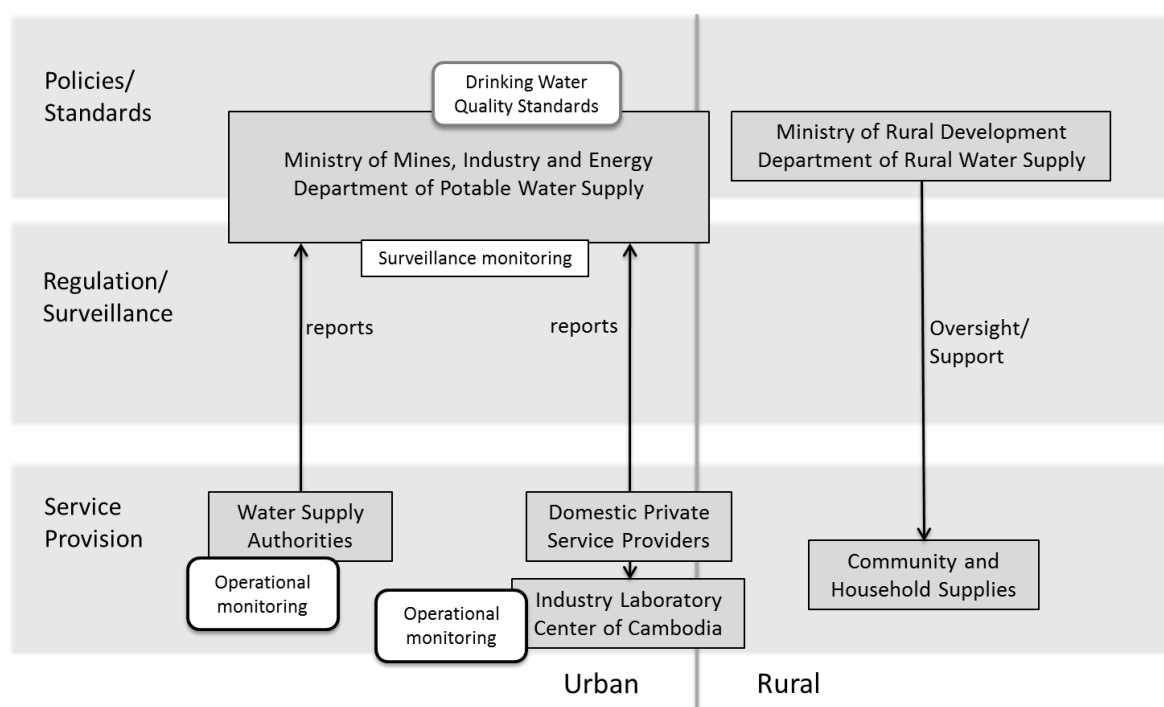 Policies/
Standards
Drinking Water
Quality Standards
Ministry of Mines, Industry and Energy
Department of Potable Water Supply
Ministry of Rural Development
Department of Rural Water Supply
Surveillance monitoring
Regulation/
Surveillance
reports
reports
Oversight/
Support
Service
Provision
Water Supply
Authorities
Domestic Private
Service Providers
Community and
Household Supplies
Operational
monitoring
Operational
monitoring
Industry Laboratory
Center of Cambodia
Urban
Rural